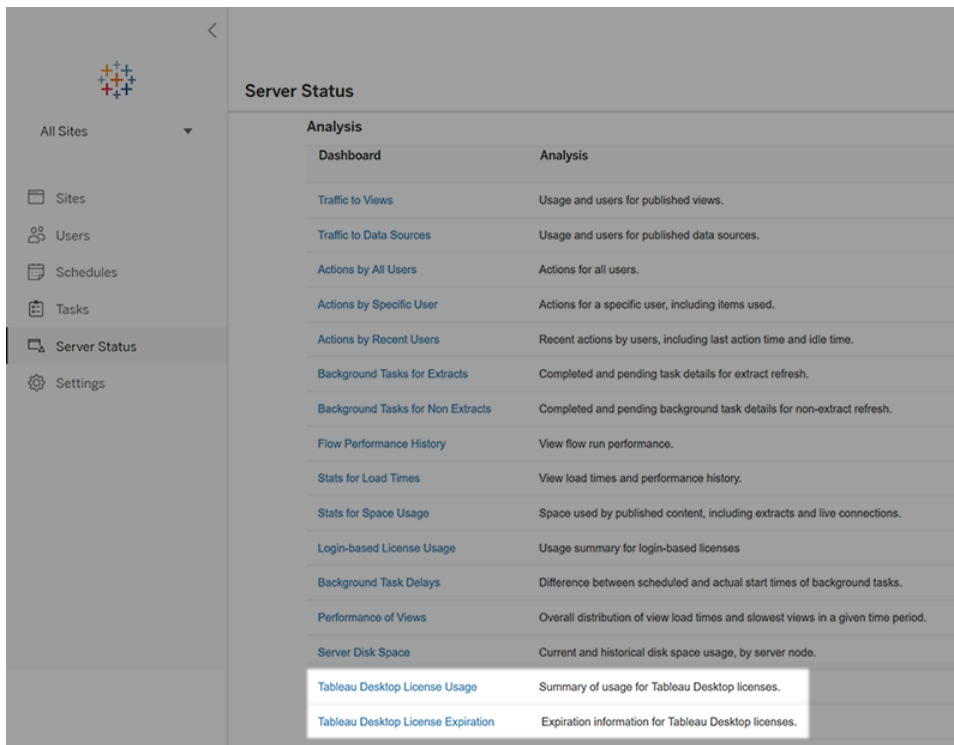 All Sites
Sites
Users
Schedules
Tasks
Server Status
Settings
Server Status
Analysis
Dashboard Analysis
Traffic to Views Usage and users for published views.
Traffic to Data Sources Usage and users for published data sources.
Actions by All Users Actions for all users.
Actions by Specific User Actions for a specific user, including items used.
Actions by Recent Users Recent actions by users, including last action time and idle time.
Background Tasks for Extracts Completed and pending task details for extract refresh.
Background Tasks for Non Extracts Completed and pending background task details for non-extract refresh.
Flow Performance History View flow run performance.
Stats for Load Times View load times and performance history.
Stats for Space Usage Space used by published content, including extracts and live connections.
Login-based License Usage Usage summary for login-based licenses
Background Task Delays Difference between scheduled and actual start times of background tasks.
Performance of Views Overall distribution of view load times and slowest views in a given time period.
Server Disk Space Current and historical disk space usage, by server node.
Tableau Desktop License Usage Summary of usage for Tableau Desktop licenses.
Tableau Desktop License Expiration Expiration information for Tableau Desktop licenses.